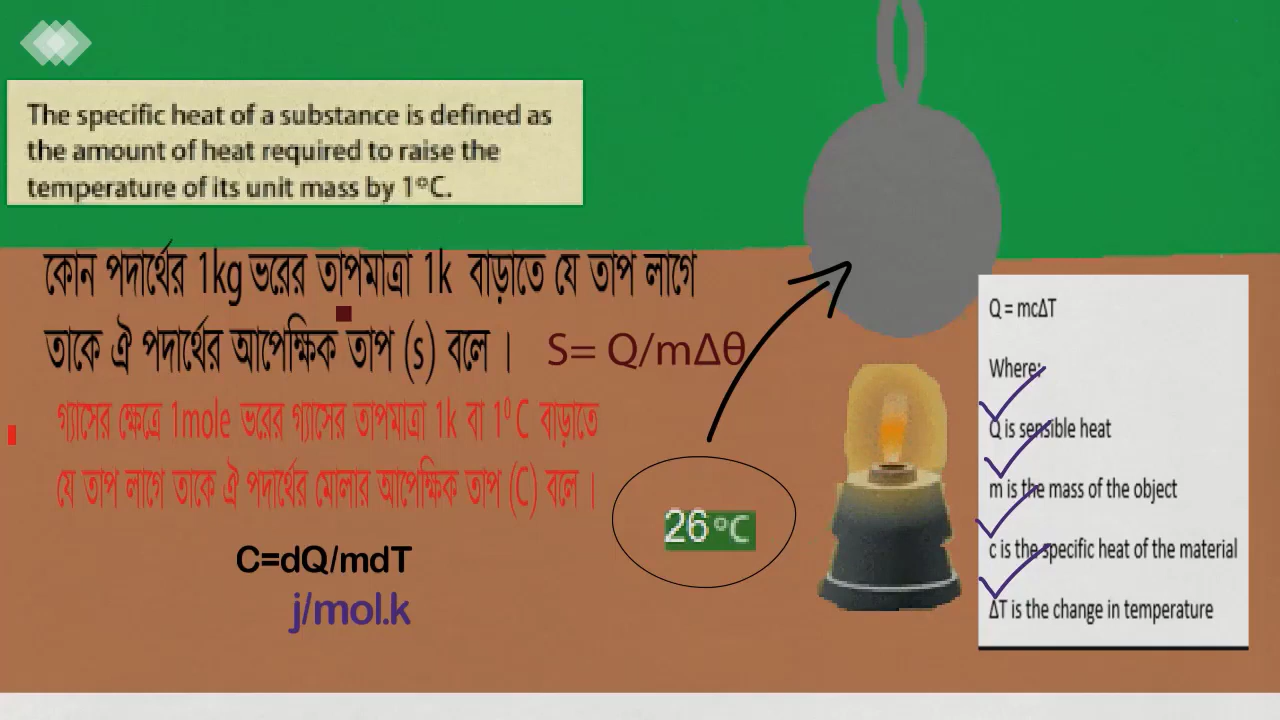 The specific heat of a substance is defined as
the amount of heat required to raise the
temperature of its unit mass by 1°C.
কোন পদার্থের 1kg ভরের তাপমাত্রা 1k বাড়াতে যে তাপ লাগে
তাকে ঐ পদার্থের আপেক্ষিক তাপ (s) বলে ।
S= Q/mΔθ
গ্যাসের ক্ষেত্রে 1mole ভরের গ্যাসের তাপমাত্রা 1k বা 1⁰C বাড়াতে
যে তাপ লাগে তাকে ঐ পদার্থের মোলার আপেক্ষিক তাপ (C) বলে ।
C=dQ/mdT
j/mol.k
26°C
Q = mcΔT
Where:
Q is sensible heat
m is the mass of the object
c is the specific heat of the material
ΔT is the change in temperature